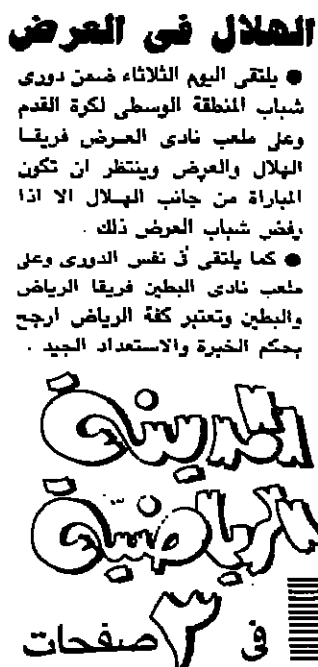 الهلال فى العرض
● يلتقى اليوم الثلاثاء ضمن دورى
شباب المنطقة الوسطى لكرة القدم
وعلى ملعب نادى العرض فريقا
الهلال والعرض وينتظر ان تكون
المباراة من جانب الهلال الا اذا
رفض شباب العرض ذلك .
● كما يلتقى فى نفس الدورى وعلى
ملعب نادى البطين فريقا الرياض
والبطين وتعتبر كفة الرياض ارجح
بحكم الخبرة والاستعداد الجيد .
المدينة
الرياضية
فى ٣ صفحات